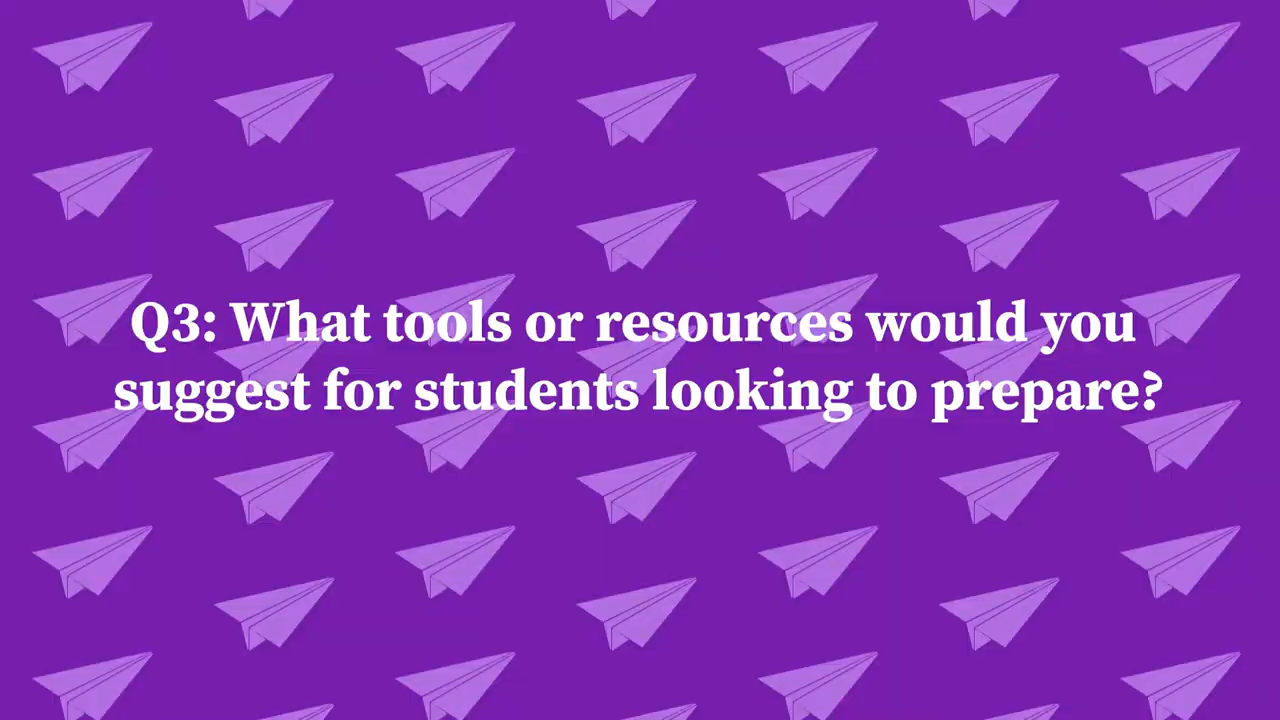 Q3: What tools or resources would you
suggest for students looking to prepare?